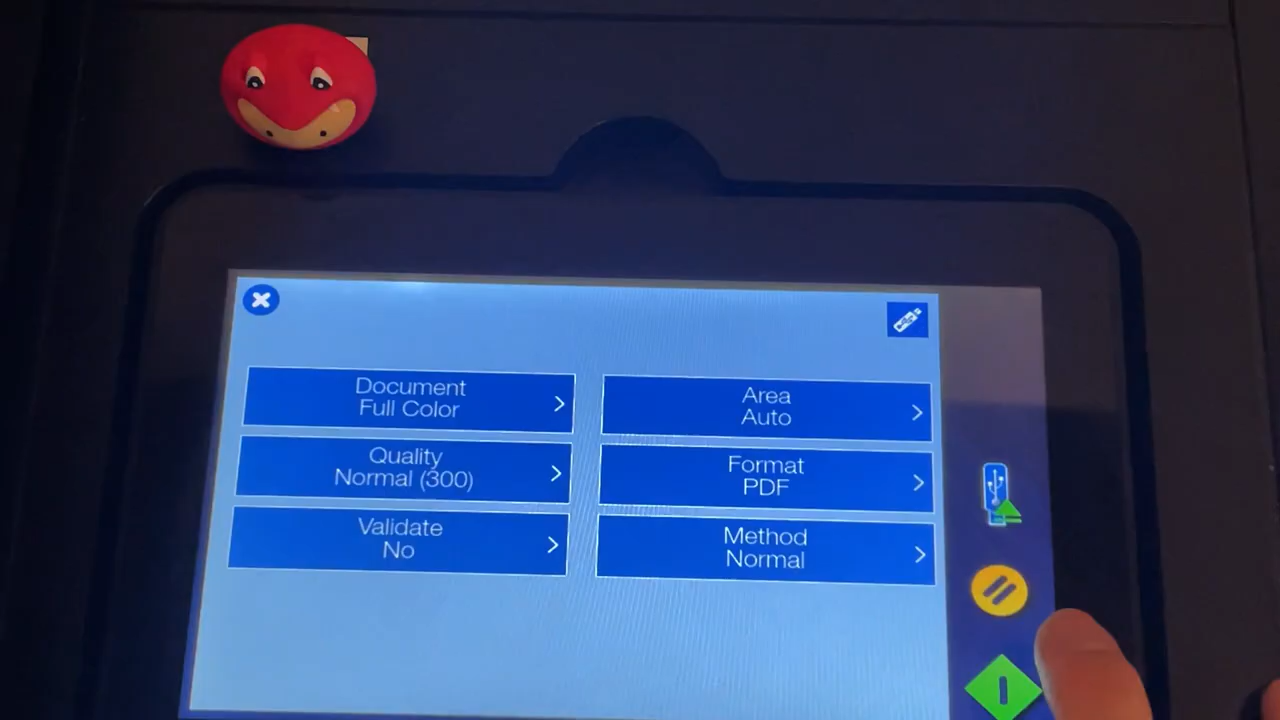 Document
Full Color
Area
Auto
Quality
Normal (300)
Format
PDF
Validate
No
Method
Normal